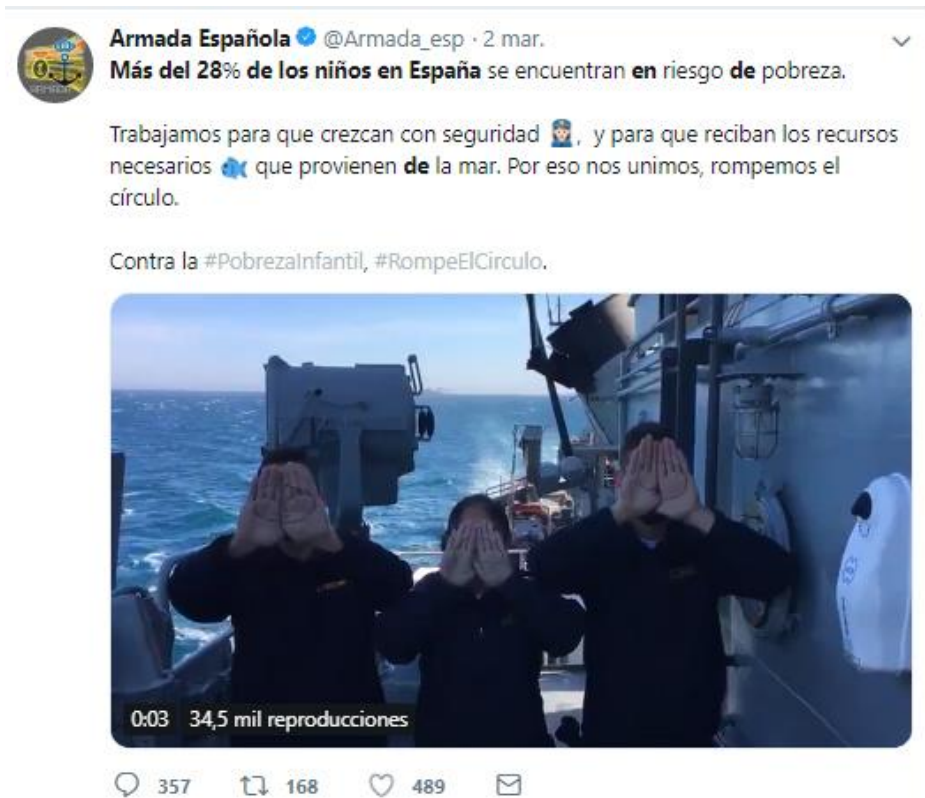 Armada Española @Armada_esp · 2 mar.
Más del 28% de los niños en España se encuentran en riesgo de pobreza.
Trabajamos para que crezcan con seguridad 👮, y para que reciban los recursos
necesarios 🐟 que provienen de la mar. Por eso nos unimos, rompemos el
círculo.
Contra la #PobrezaInfantil, #RompeElCirculo.
0:03 34,5 mil reproducciones
357 168 489